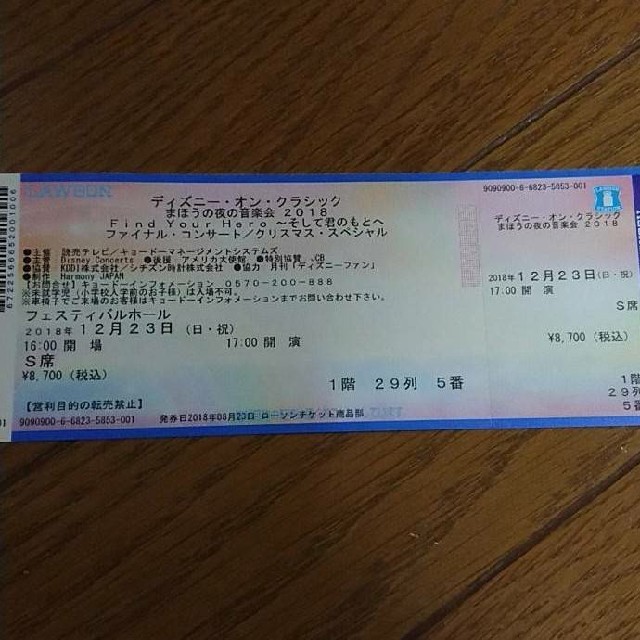 LAWSON
ディズニー・オン・クラシック
まほうの夜の音楽会 2018
Find Your Hero ～そして君のもとへ
ファイナル・コンサート/クリスマス・スペシャル
●主催 読売テレビ/キョードーマネージメントシステムズ
Disney Concerts ●後援 アメリカ大使館 ●特別協賛 JCB
●協賛 KDDI株式会社/シチズン時計株式会社 ●協力 月刊「ディズニーファン」
Harmony JAPAN
【お問合せ】キョードーインフォメーション 0570-200-888
※未就学児(小学校入学前のお子様)は入場不可。
※車椅子でご来場のお客様はキョードーインフォメーションまでお問い合わせ下さい。
フェスティバルホール
2018年 12月23日(日・祝)
16:00 開 場 17:00 開 演
S席
¥8,700(税込)
1階 29列 5番
【営利目的の転売禁止】
9090900-6-6823-5853-001 発券日2018年08月25日 ローソンチケット商品部
9090900-6-6823-5853-001
ディズニー・オン・クラシック
まほうの夜の音楽会 2018
2018年 12月23日(日・祝)
17:00 開 演
S席
¥8,700(税込)
1階
29列
5番